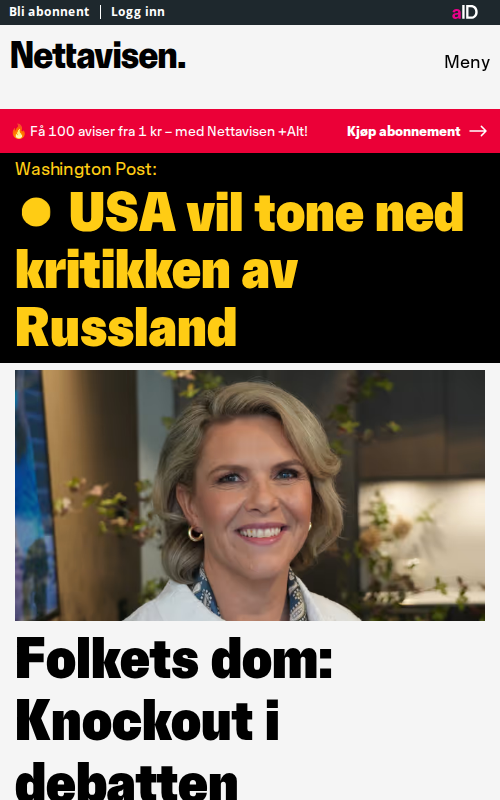 Bli abonnent | Logg inn aID
Nettavisen.
Meny
🔥 Få 100 aviser fra 1 kr – med Nettavisen +Alt! Kjøp abonnement →
Washington Post:
● USA vil tone ned
kritikken av
Russland
Folkets dom:
Knockout i
debatten